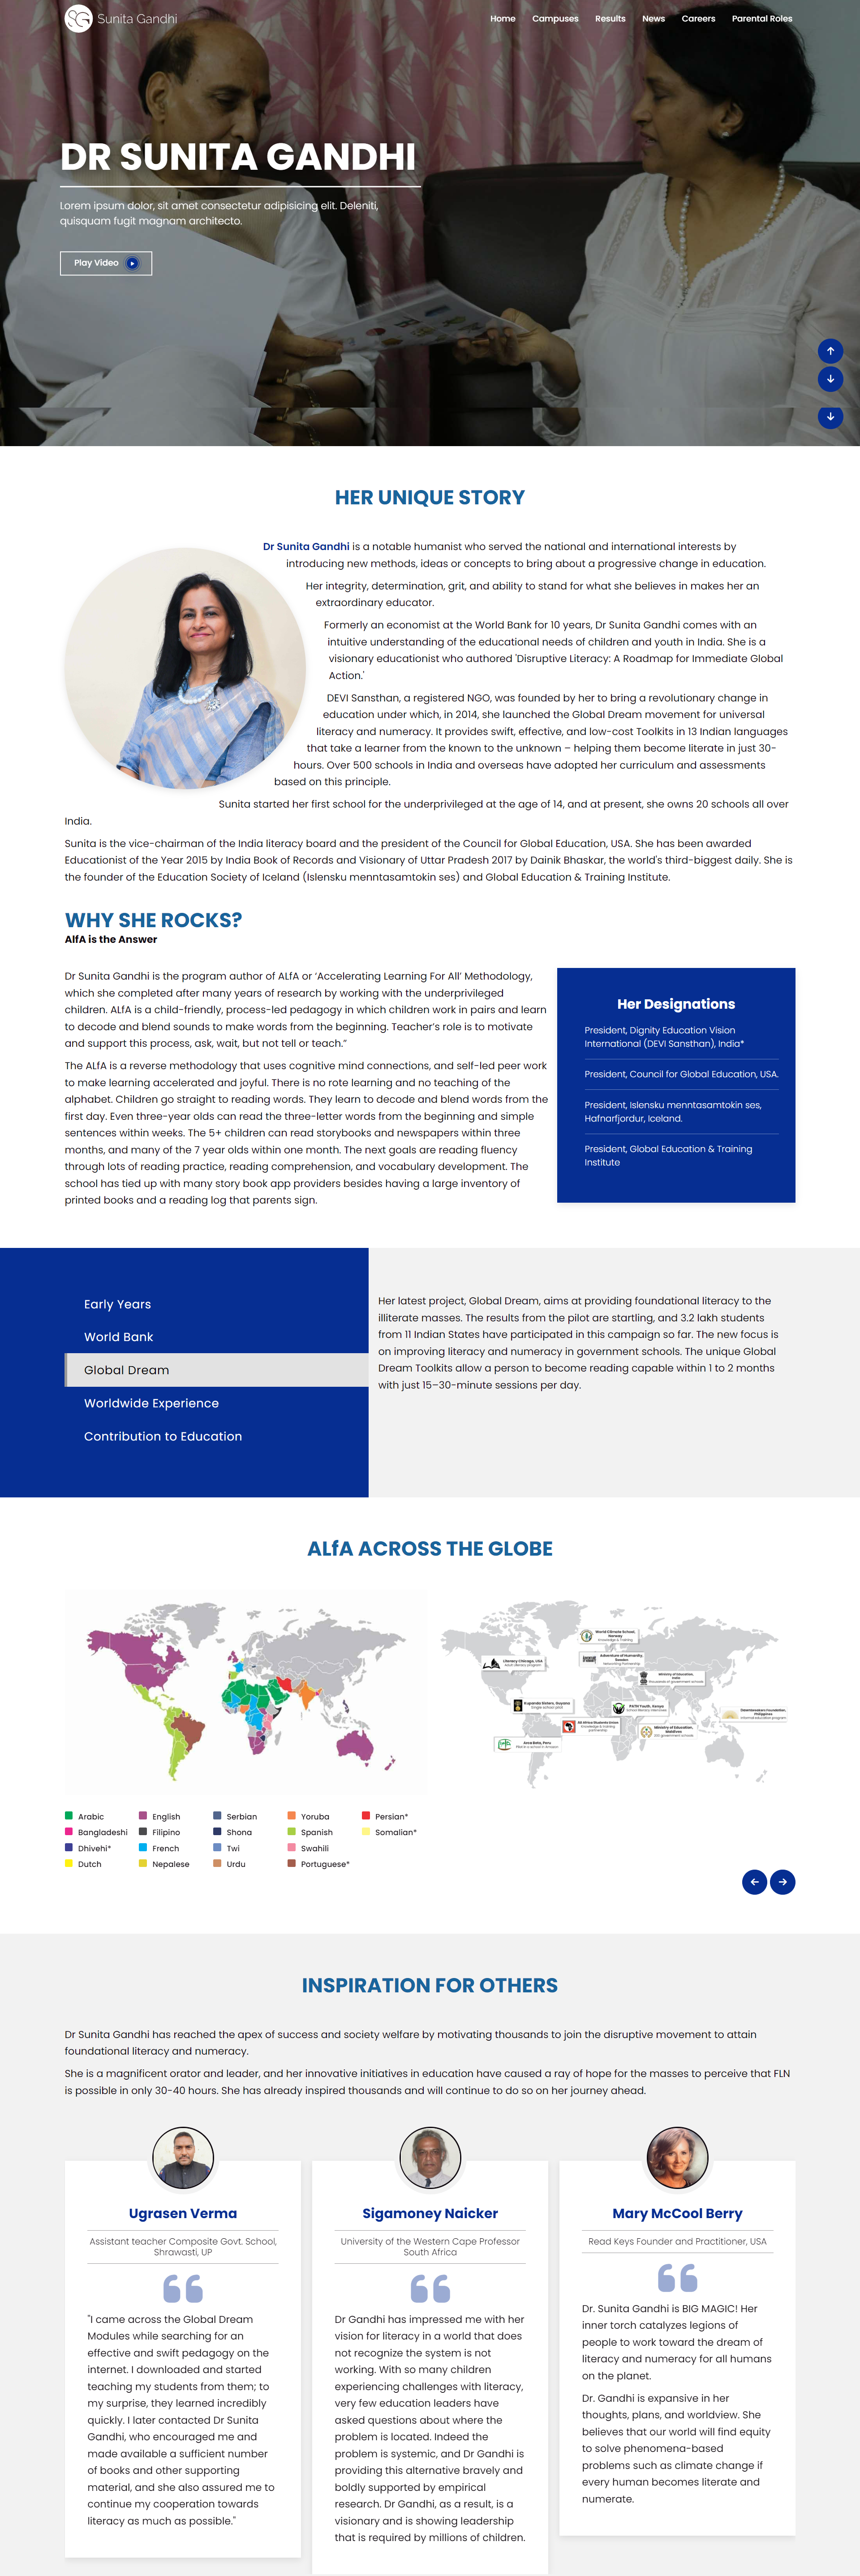 Sunita Gandhi
Home Campuses Results News Careers Parental Roles
DR SUNITA GANDHI
Lorem ipsum dolor, sit amet consectetur adipisicing elit. Deleniti,
quisquam fugit magnam architecto.
Play Video
HER UNIQUE STORY
Dr Sunita Gandhi is a notable humanist who served the national and international interests by
introducing new methods, ideas or concepts to bring about a progressive change in education.
Her integrity, determination, grit, and ability to stand for what she believes in makes her an
extraordinary educator.
Formerly an economist at the World Bank for 10 years, Dr Sunita Gandhi comes with an
intuitive understanding of the educational needs of children and youth in India. She is a
visionary educationist who authored 'Disruptive Literacy: A Roadmap for Immediate Global
Action.'
DEVI Sansthan, a registered NGO, was founded by her to bring a revolutionary change in
education under which, in 2014, she launched the Global Dream movement for universal
literacy and numeracy. It provides swift, effective, and low-cost Toolkits in 13 Indian languages
that take a learner from the known to the unknown – helping them become literate in just 30-
hours. Over 500 schools in India and overseas have adopted her curriculum and assessments
based on this principle.
Sunita started her first school for the underprivileged at the age of 14, and at present, she owns 20 schools all over
India.
Sunita is the vice-chairman of the India literacy board and the president of the Council for Global Education, USA. She has been awarded
Educationist of the Year 2015 by India Book of Records and Visionary of Uttar Pradesh 2017 by Dainik Bhaskar, the world's third-biggest daily. She is
the founder of the Education Society of Iceland (Islensku menntasamtokin ses) and Global Education & Training Institute.
WHY SHE ROCKS?
AlfA is the Answer
Dr Sunita Gandhi is the program author of ALfA or ‘Accelerating Learning For All’ Methodology,
which she completed after many years of research by working with the underprivileged
children. ALfA is a child-friendly, process-led pedagogy in which children work in pairs and learn
to decode and blend sounds to make words from the beginning. Teacher’s role is to motivate
and support this process, ask, wait, but not tell or teach.”
The ALfA is a reverse methodology that uses cognitive mind connections, and self-led peer work
to make learning accelerated and joyful. There is no rote learning and no teaching of the
alphabet. Children go straight to reading words. They learn to decode and blend words from the
first day. Even three-year olds can read the three-letter words from the beginning and simple
sentences within weeks. The 5+ children can read storybooks and newspapers within three
months, and many of the 7 year olds within one month. The next goals are reading fluency
through lots of reading practice, reading comprehension, and vocabulary development. The
school has tied up with many story book app providers besides having a large inventory of
printed books and a reading log that parents sign.
Her Designations
President, Dignity Education Vision
International (DEVI Sansthan), India*
President, Council for Global Education, USA.
President, Islensku menntasamtokin ses,
Hafnarfjordur, Iceland.
President, Global Education & Training
Institute
Early Years
World Bank
Global Dream
Worldwide Experience
Contribution to Education
Her latest project, Global Dream, aims at providing foundational literacy to the
illiterate masses. The results from the pilot are startling, and 3.2 lakh students
from 11 Indian States have participated in this campaign so far. The new focus is
on improving literacy and numeracy in government schools. The unique Global
Dream Toolkits allow a person to become reading capable within 1 to 2 months
with just 15–30-minute sessions per day.
ALfA ACROSS THE GLOBE
World Climate School,
Norway
Knowledge & Training
Literacy Chicago, USA
Adventure of Humanity,
Sweden
Networking Partnership
Ministry of Education,
India
Thousands of government schools
Kupanda Sisters, Guyana
PATH Youth, Kenya
All Africa Students Union
Knowledge & training
partnership
Ministry of Education,
Maldives
Dreamtweakers Foundation,
Philippines
Arca Betis, Peru
Arabic English Serbian Yoruba Persian*
Bangladeshi Filipino Shona Spanish Somalian*
Dhivehi* French Twi Swahili
Dutch Nepalese Urdu Portuguese*
INSPIRATION FOR OTHERS
Dr Sunita Gandhi has reached the apex of success and society welfare by motivating thousands to join the disruptive movement to attain
foundational literacy and numeracy.
She is a magnificent orator and leader, and her innovative initiatives in education have caused a ray of hope for the masses to perceive that FLN
is possible in only 30-40 hours. She has already inspired thousands and will continue to do so on her journey ahead.
Ugrasen Verma
Assistant teacher Composite Govt. School,
Shrawasti, UP
"I came across the Global Dream
Modules while searching for an
effective and swift pedagogy on the
internet. I downloaded and started
teaching my students from them; to
my surprise, they learned incredibly
quickly. I later contacted Dr Sunita
Gandhi, who encouraged me and
made available a sufficient number
of books and other supporting
material, and she also assured me to
continue my cooperation towards
literacy as much as possible."
Sigamoney Naicker
University of the Western Cape Professor
South Africa
Dr Gandhi has impressed me with her
vision for literacy in a world that does
not recognize the system is not
working. With so many children
experiencing challenges with literacy,
very few education leaders have
asked questions about where the
problem is located. Indeed the
problem is systemic, and Dr Gandhi is
providing this alternative bravely and
boldly supported by empirical
research. Dr Gandhi, as a result, is a
visionary and is showing leadership
that is required by millions of children.
Mary McCool Berry
Read Keys Founder and Practitioner, USA
Dr. Sunita Gandhi is BIG MAGIC! Her
inner torch catalyzes legions of
people to work toward the dream of
literacy and numeracy for all humans
on the planet.
Dr. Gandhi is expansive in her
thoughts, plans, and worldview. She
believes that our world will find equity
to solve phenomena-based
problems such as climate change if
every human becomes literate and
numerate.